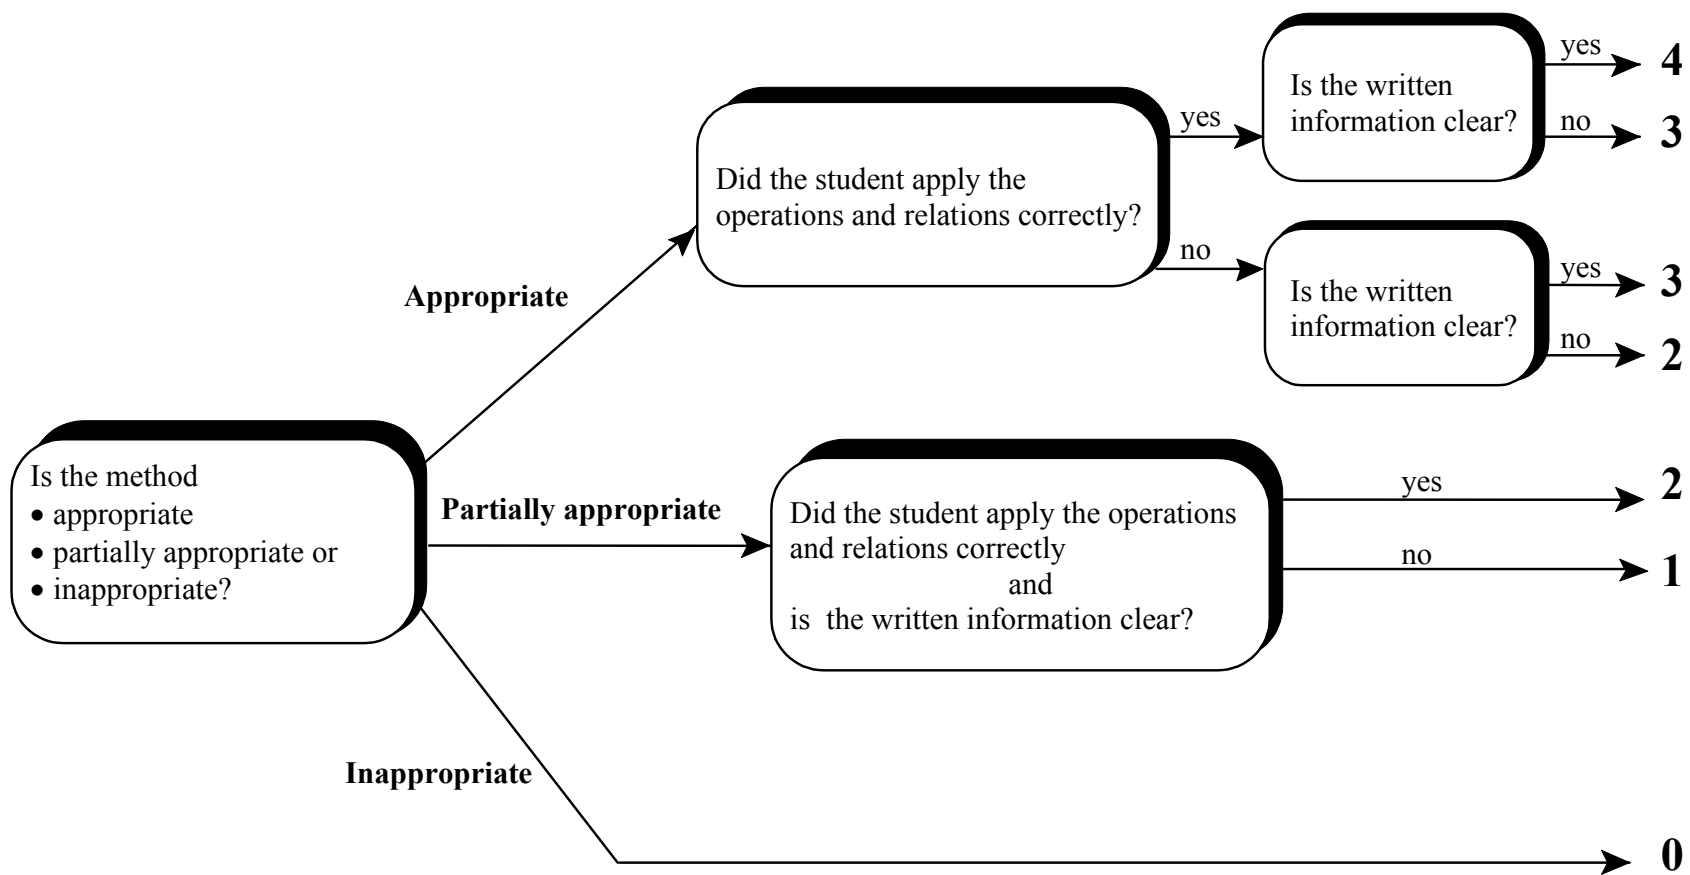 Is the method
• appropriate
• partially appropriate or
• inappropriate?
Appropriate
Did the student apply the
operations and relations correctly?
yes
Is the written
information clear?
yes
4
no
3
no
Is the written
information clear?
yes
3
no
2
Partially appropriate
Did the student apply the operations
and relations correctly
and
is the written information clear?
yes
2
no
1
Inappropriate
0